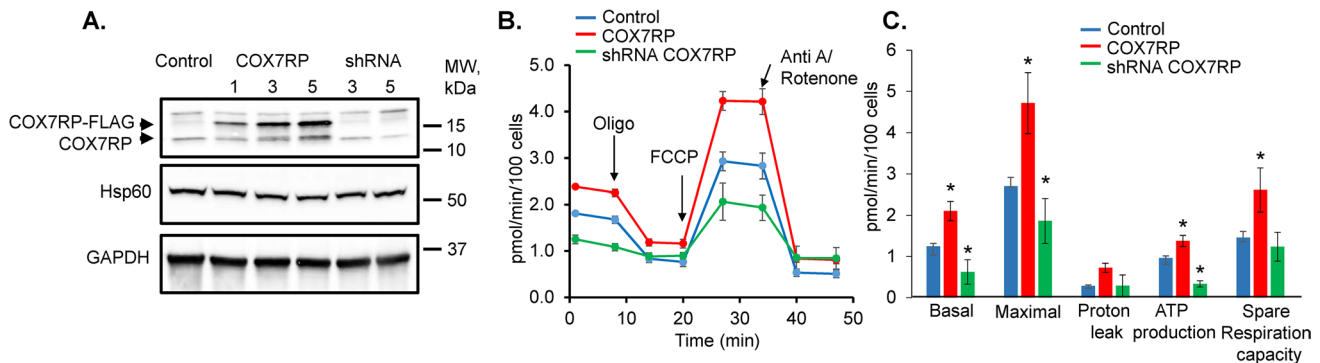 A.
Control COX7RP shRNA MW, kDa
1 3 5 3 5
COX7RP-FLAG
COX7RP
15
10
Hsp60
50
GAPDH
37
B.
Control
COX7RP
shRNA COX7RP
pmol/min/100 cells
5.0
4.0
3.0
2.0
1.0
0.0
Oligo
FCCP
Anti A/
Rotenone
0 10 20 30 40 50
Time (min)
C.
Control
COX7RP
shRNA COX7RP
pmol/min/100 cells
6
5
4
3
2
1
0
* * * * * * *
Basal Maximal Proton leak ATP production Spare Respiration capacity